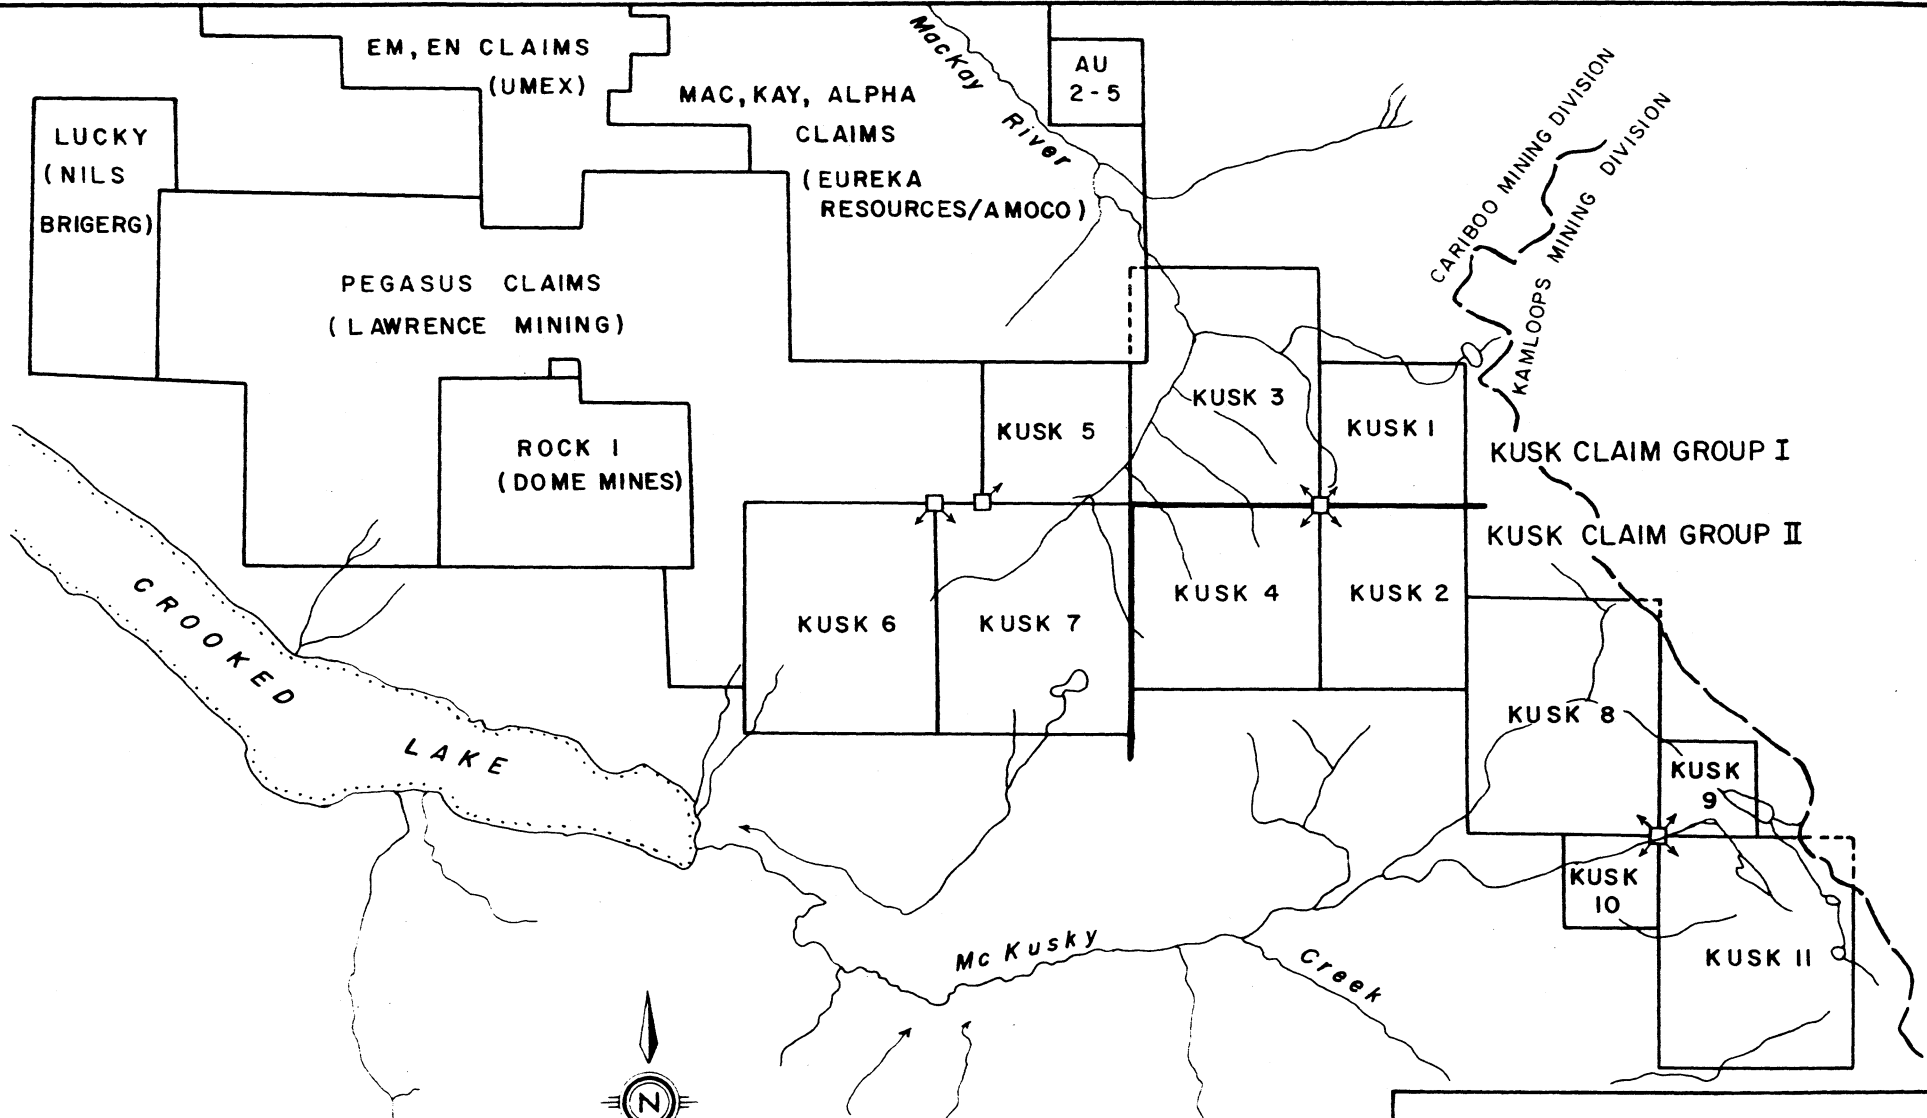 EM, EN CLAIMS
(UMEX)
MAC, KAY, ALPHA
CLAIMS
(EUREKA
RESOURCES/AMOCO)
MacKay River
AU
2-5
LUCKY
(NILS
BRIGERG)
CARIBOO MINING DIVISION
KAMLOOPS MINING DIVISION
PEGASUS CLAIMS
(LAWRENCE MINING)
ROCK 1
(DOME MINES)
KUSK 5
KUSK 3
KUSK 1
KUSK CLAIM GROUP I
KUSK CLAIM GROUP II
KUSK 6
KUSK 7
KUSK 4
KUSK 2
CROOKED
LAKE
KUSK 8
KUSK
9
KUSK
10
KUSK 11
McKusky Creek
N